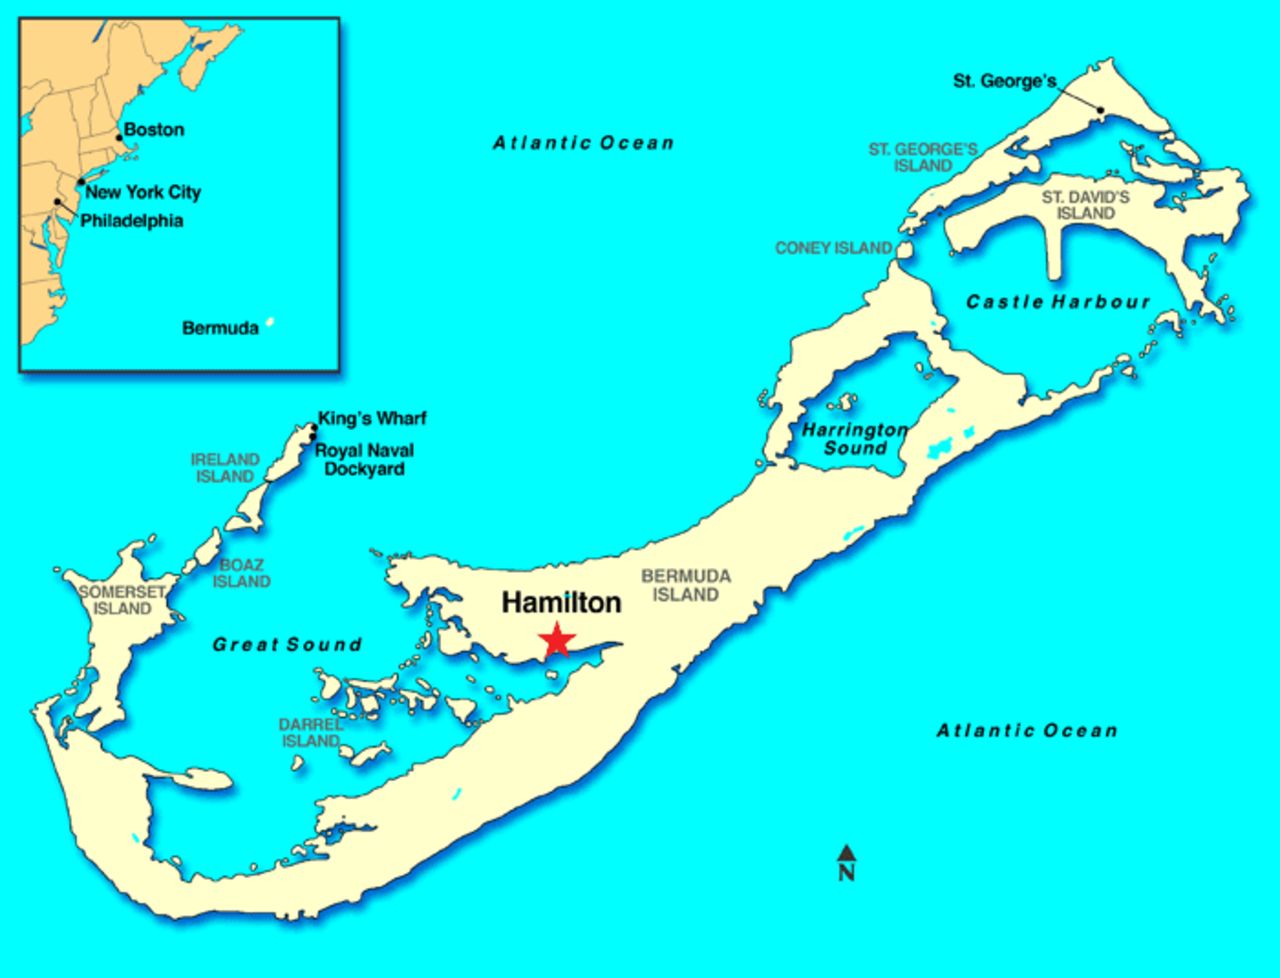 Boston
New York City
Philadelphia
Bermuda
Atlantic Ocean
St. George's
ST. GEORGE'S
ISLAND
ST. DAVID'S
ISLAND
CONEY ISLAND
Castle Harbour
Harrington
Sound
King's Wharf
Royal Naval
Dockyard
IRELAND
ISLAND
BOAZ
ISLAND
SOMERSET
ISLAND
BERMUDA
ISLAND
Hamilton
Great Sound
DARREL
ISLAND
Atlantic Ocean
N